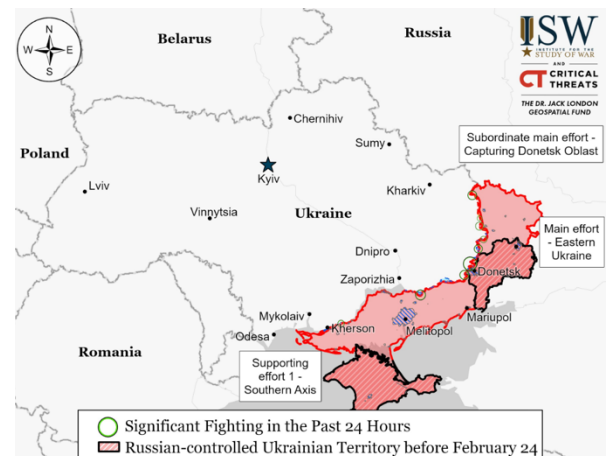 N
W E
S
Belarus
Russia
ISW
INSTITUTE FOR THE
STUDY OF WAR
AND
CT CRITICAL
THREATS
THE DR. JACK LONDON
GEOSPATIAL FUND
Chernihiv
Sumy
Subordinate main effort -
Capturing Donetsk Oblast
Poland
Kyiv
Lviv
Kharkiv
Vinnytsia
Ukraine
Main effort -
Eastern
Ukraine
Dnipro
Donetsk
Zaporizhia
Mykolaiv
Mariupol
Kherson
Melitopol
Odesa
Romania
Supporting
effort 1 -
Southern Axis
Significant Fighting in the Past 24 Hours
Russian-controlled Ukrainian Territory before February 24